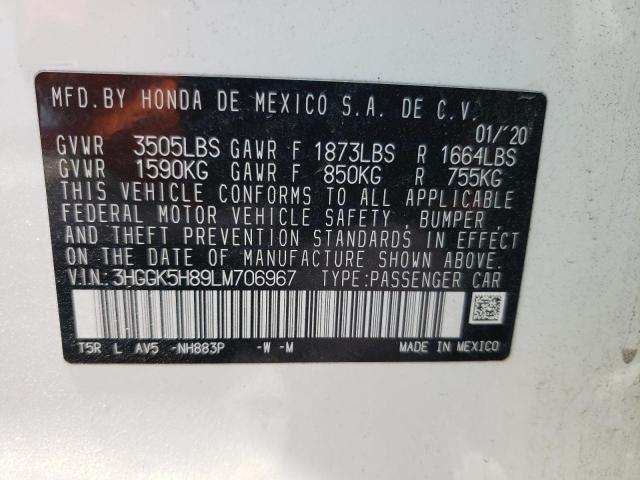 MFD. BY HONDA DE MEXICO S.A. DE C.V.
01/'20
GVWR 3505LBS GAWR F 1873LBS R 1664LBS
GVWR 1590KG GAWR F 850KG R 755KG
THIS VEHICLE CONFORMS TO ALL APPLICABLE
FEDERAL MOTOR VEHICLE SAFETY, BUMPER,
AND THEFT PREVENTION STANDARDS IN EFFECT
ON THE DATE OF MANUFACTURE SHOWN ABOVE.
V.I.N: 3HGGK5H89LM706967 TYPE:PASSENGER CAR
T5R L AV5 -NH883P -W -M MADE IN MEXICO